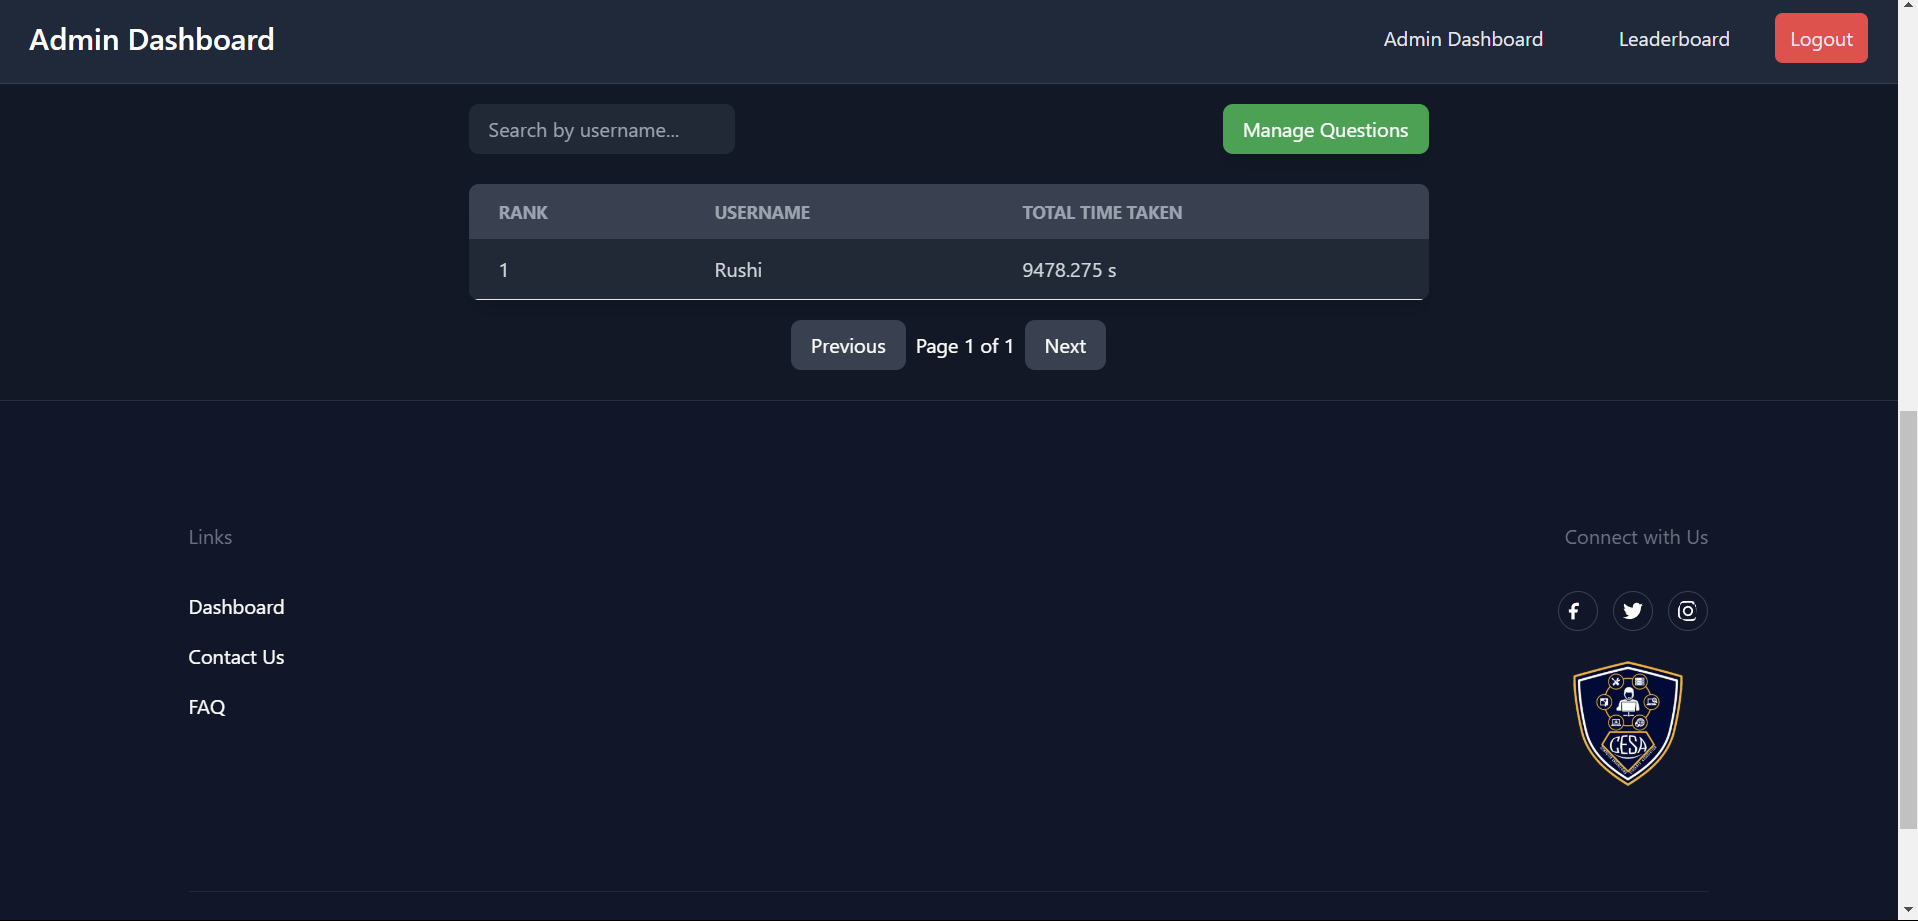 Admin Dashboard
Admin Dashboard
Leaderboard
Logout
Search by username...
Manage Questions
RANK USERNAME TOTAL TIME TAKEN
1 Rushi 9478.275 s
Previous Page 1 of 1 Next
Links
Dashboard
Contact Us
FAQ
Connect with Us
CESA